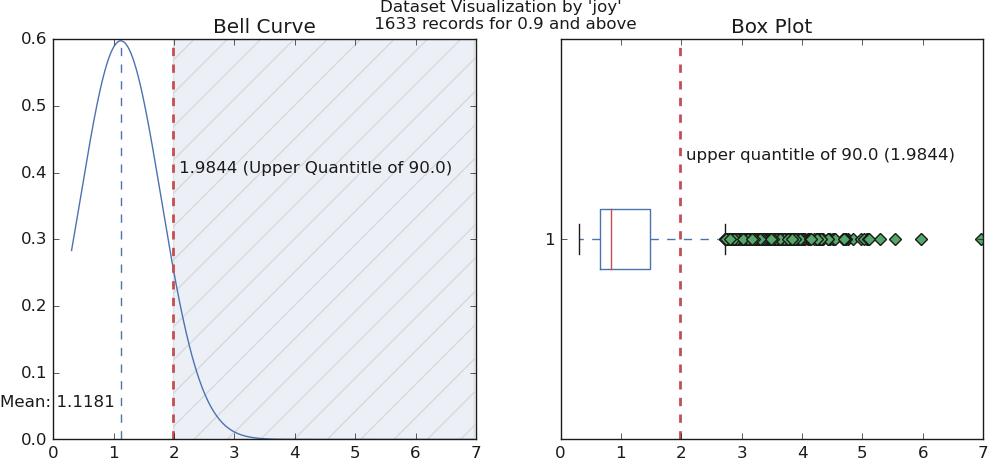 Dataset Visualization by 'joy'
1633 records for 0.9 and above
Bell Curve
0.6
0.5
0.4
0.3
0.2
0.1
0.0
1.9844 (Upper Quantitle of 90.0)
Mean: 1.1181
0 1 2 3 4 5 6 7
Box Plot
upper quantitle of 90.0 (1.9844)
1
0 1 2 3 4 5 6 7